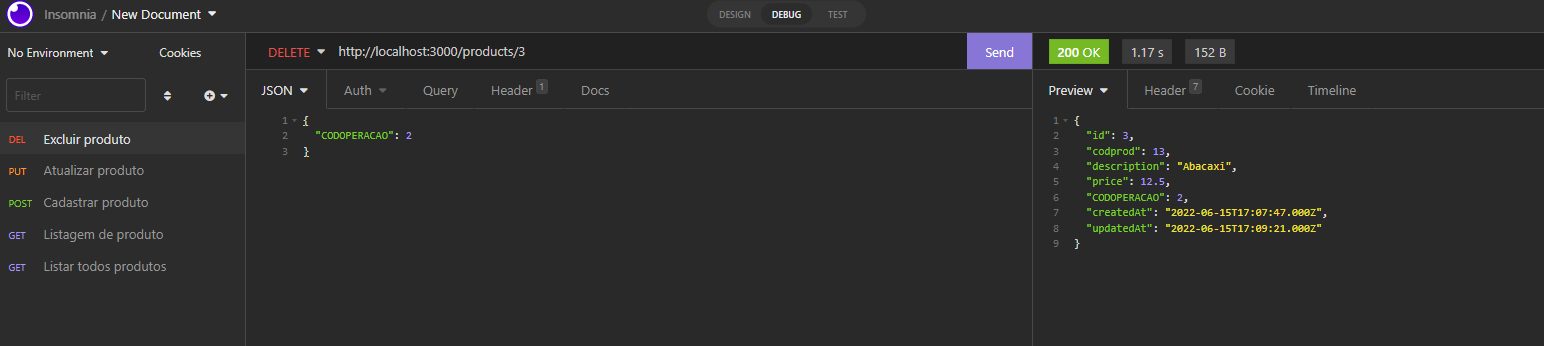 Insomnia / New Document
DESIGN DEBUG TEST
No Environment Cookies
DELETE http://localhost:3000/products/3 Send
200 OK 1.17 s 152 B
Filter
JSON Auth Query Header 1 Docs
Preview Header 7 Cookie Timeline
DEL Excluir produto
PUT Atualizar produto
POST Cadastrar produto
GET Listagem de produto
GET Listar todos produtos
1 {
2 "CODOPERACAO": 2
3 }
1 {
2 "id": 3,
3 "codprod": 13,
4 "description": "Abacaxi",
5 "price": 12.5,
6 "CODOPERACAO": 2,
7 "createdAt": "2022-06-15T17:07:47.000Z",
8 "updatedAt": "2022-06-15T17:09:21.000Z"
9 }